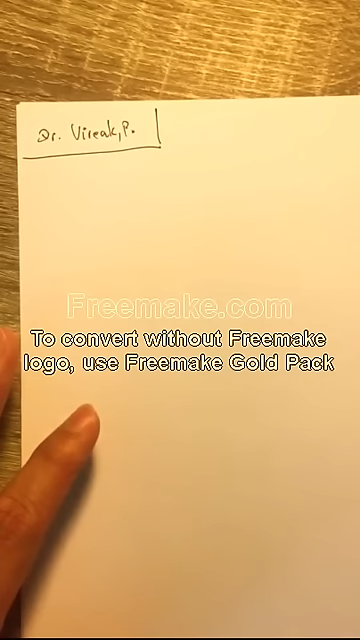 Dr. Vireak, P.
Freemake.com
To convert without Freemake
logo, use Freemake Gold Pack